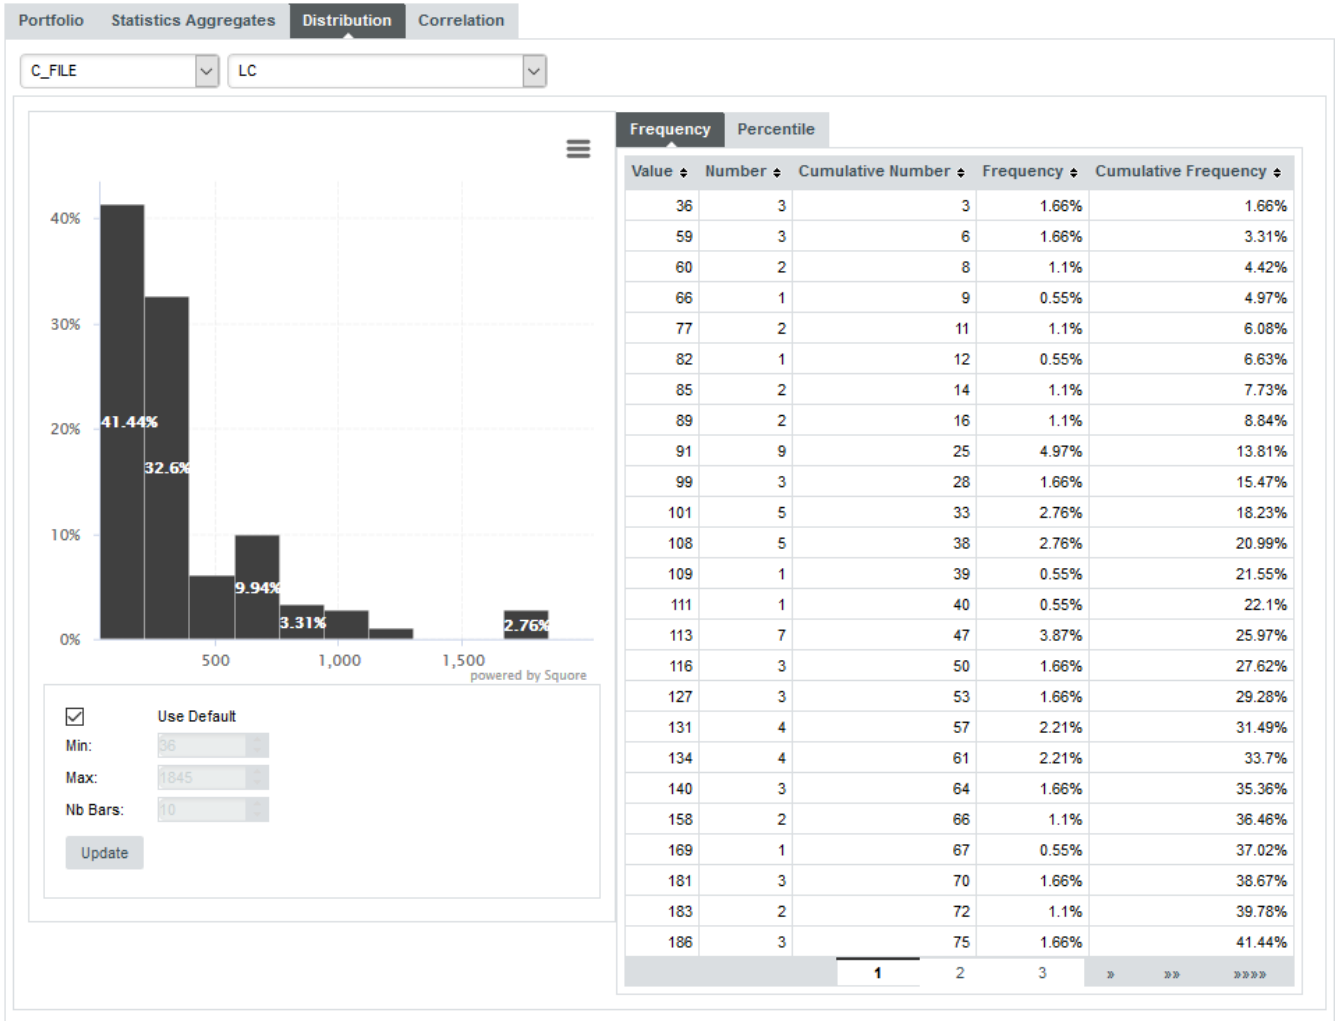 Portfolio Statistics Aggregates Distribution Correlation
C_FILE LC
40%
30%
20%
10%
0%
41.44%
32.6%
9.94%
3.31%
2.76%
500 1,000 1,500
powered by Squore
Use Default
Min: 36
Max: 1845
Nb Bars: 10
Update
Frequency Percentile
Value Number Cumulative Number Frequency Cumulative Frequency
36 3 3 1.66% 1.66%
59 3 6 1.66% 3.31%
60 2 8 1.1% 4.42%
66 1 9 0.55% 4.97%
77 2 11 1.1% 6.08%
82 1 12 0.55% 6.63%
85 2 14 1.1% 7.73%
89 2 16 1.1% 8.84%
91 9 25 4.97% 13.81%
99 3 28 1.66% 15.47%
101 5 33 2.76% 18.23%
108 5 38 2.76% 20.99%
109 1 39 0.55% 21.55%
111 1 40 0.55% 22.1%
113 7 47 3.87% 25.97%
116 3 50 1.66% 27.62%
127 3 53 1.66% 29.28%
131 4 57 2.21% 31.49%
134 4 61 2.21% 33.7%
140 3 64 1.66% 35.36%
158 2 66 1.1% 36.46%
169 1 67 0.55% 37.02%
181 3 70 1.66% 38.67%
183 2 72 1.1% 39.78%
186 3 75 1.66% 41.44%
1 2 3 » »» »»»»